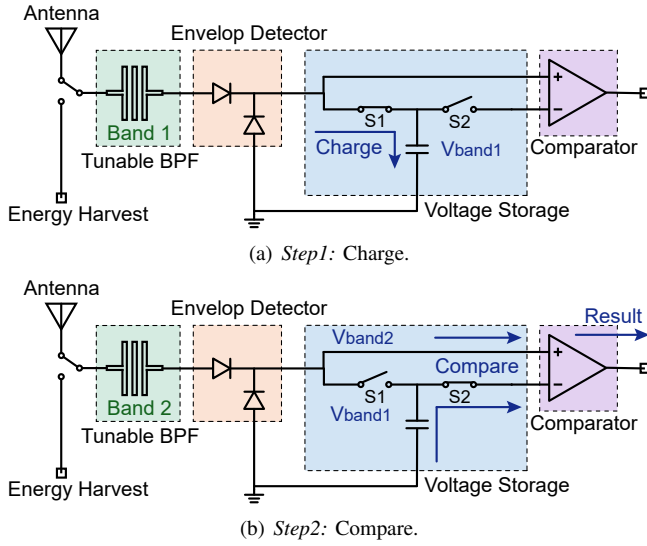 Antenna
Envelop Detector
+
−
Band 1
S1
S2
Charge
Vband1
Tunable BPF
Comparator
Energy Harvest
Voltage Storage
(a) Step1: Charge.
Antenna
Envelop Detector
Result
Vband2
+
Compare
−
Band 2
S1
S2
Vband1
Tunable BPF
Comparator
Energy Harvest
Voltage Storage
(b) Step2: Compare.